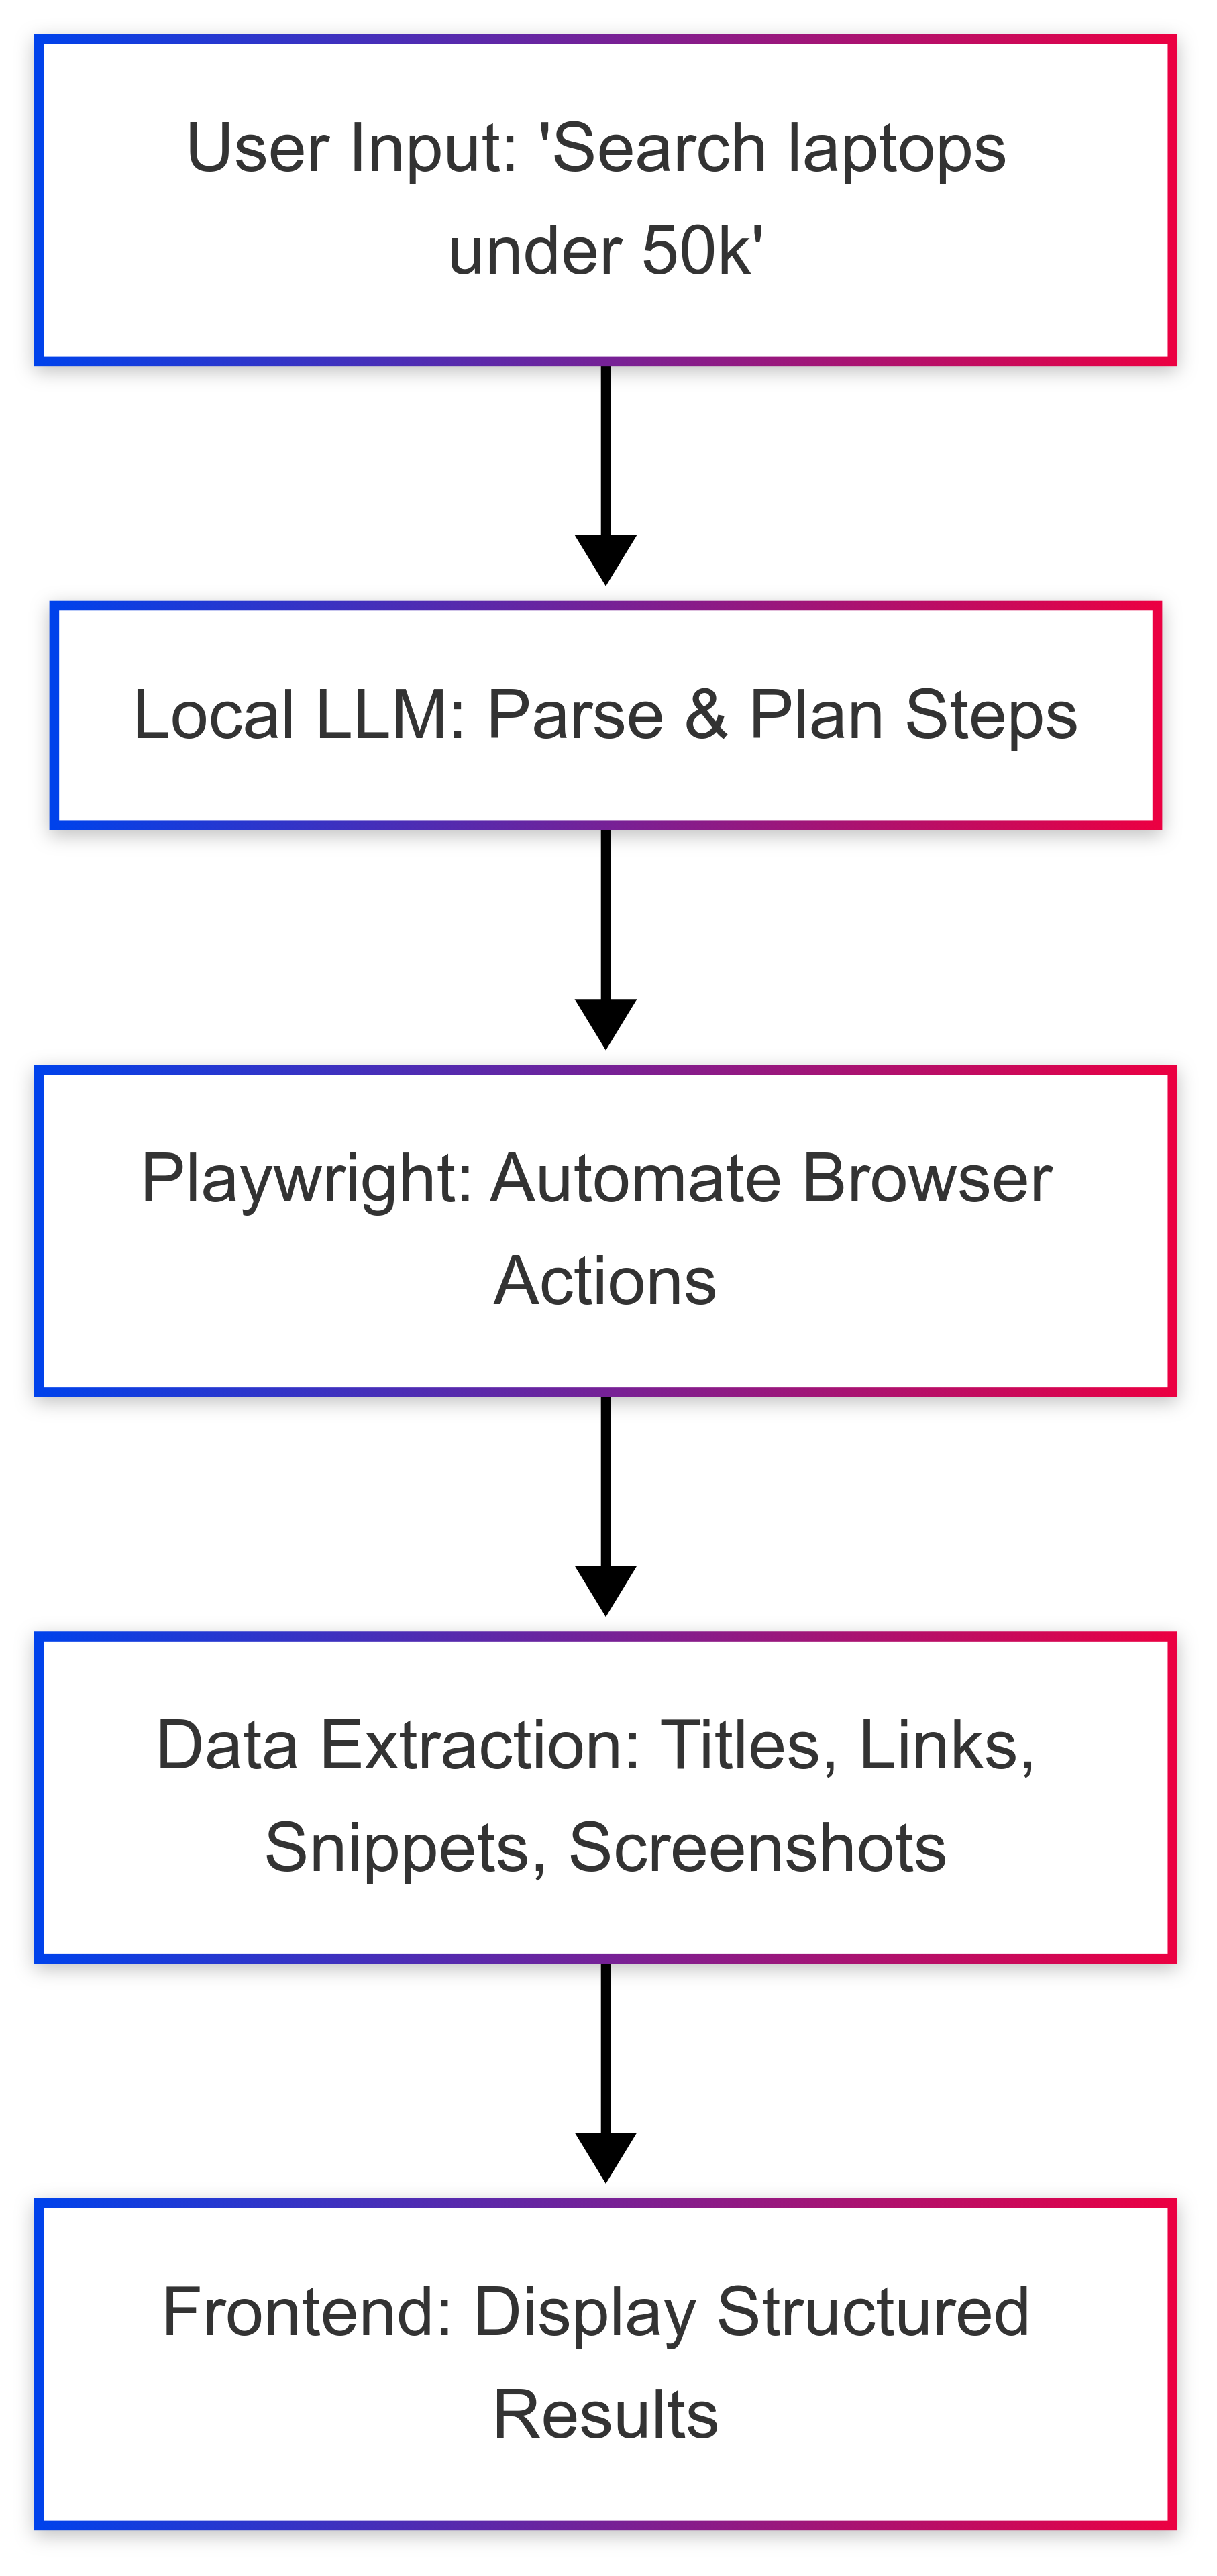 User Input: 'Search laptops
under 50k'
Local LLM: Parse & Plan Steps
Playwright: Automate Browser
Actions
Data Extraction: Titles, Links,
Snippets, Screenshots
Frontend: Display Structured
Results